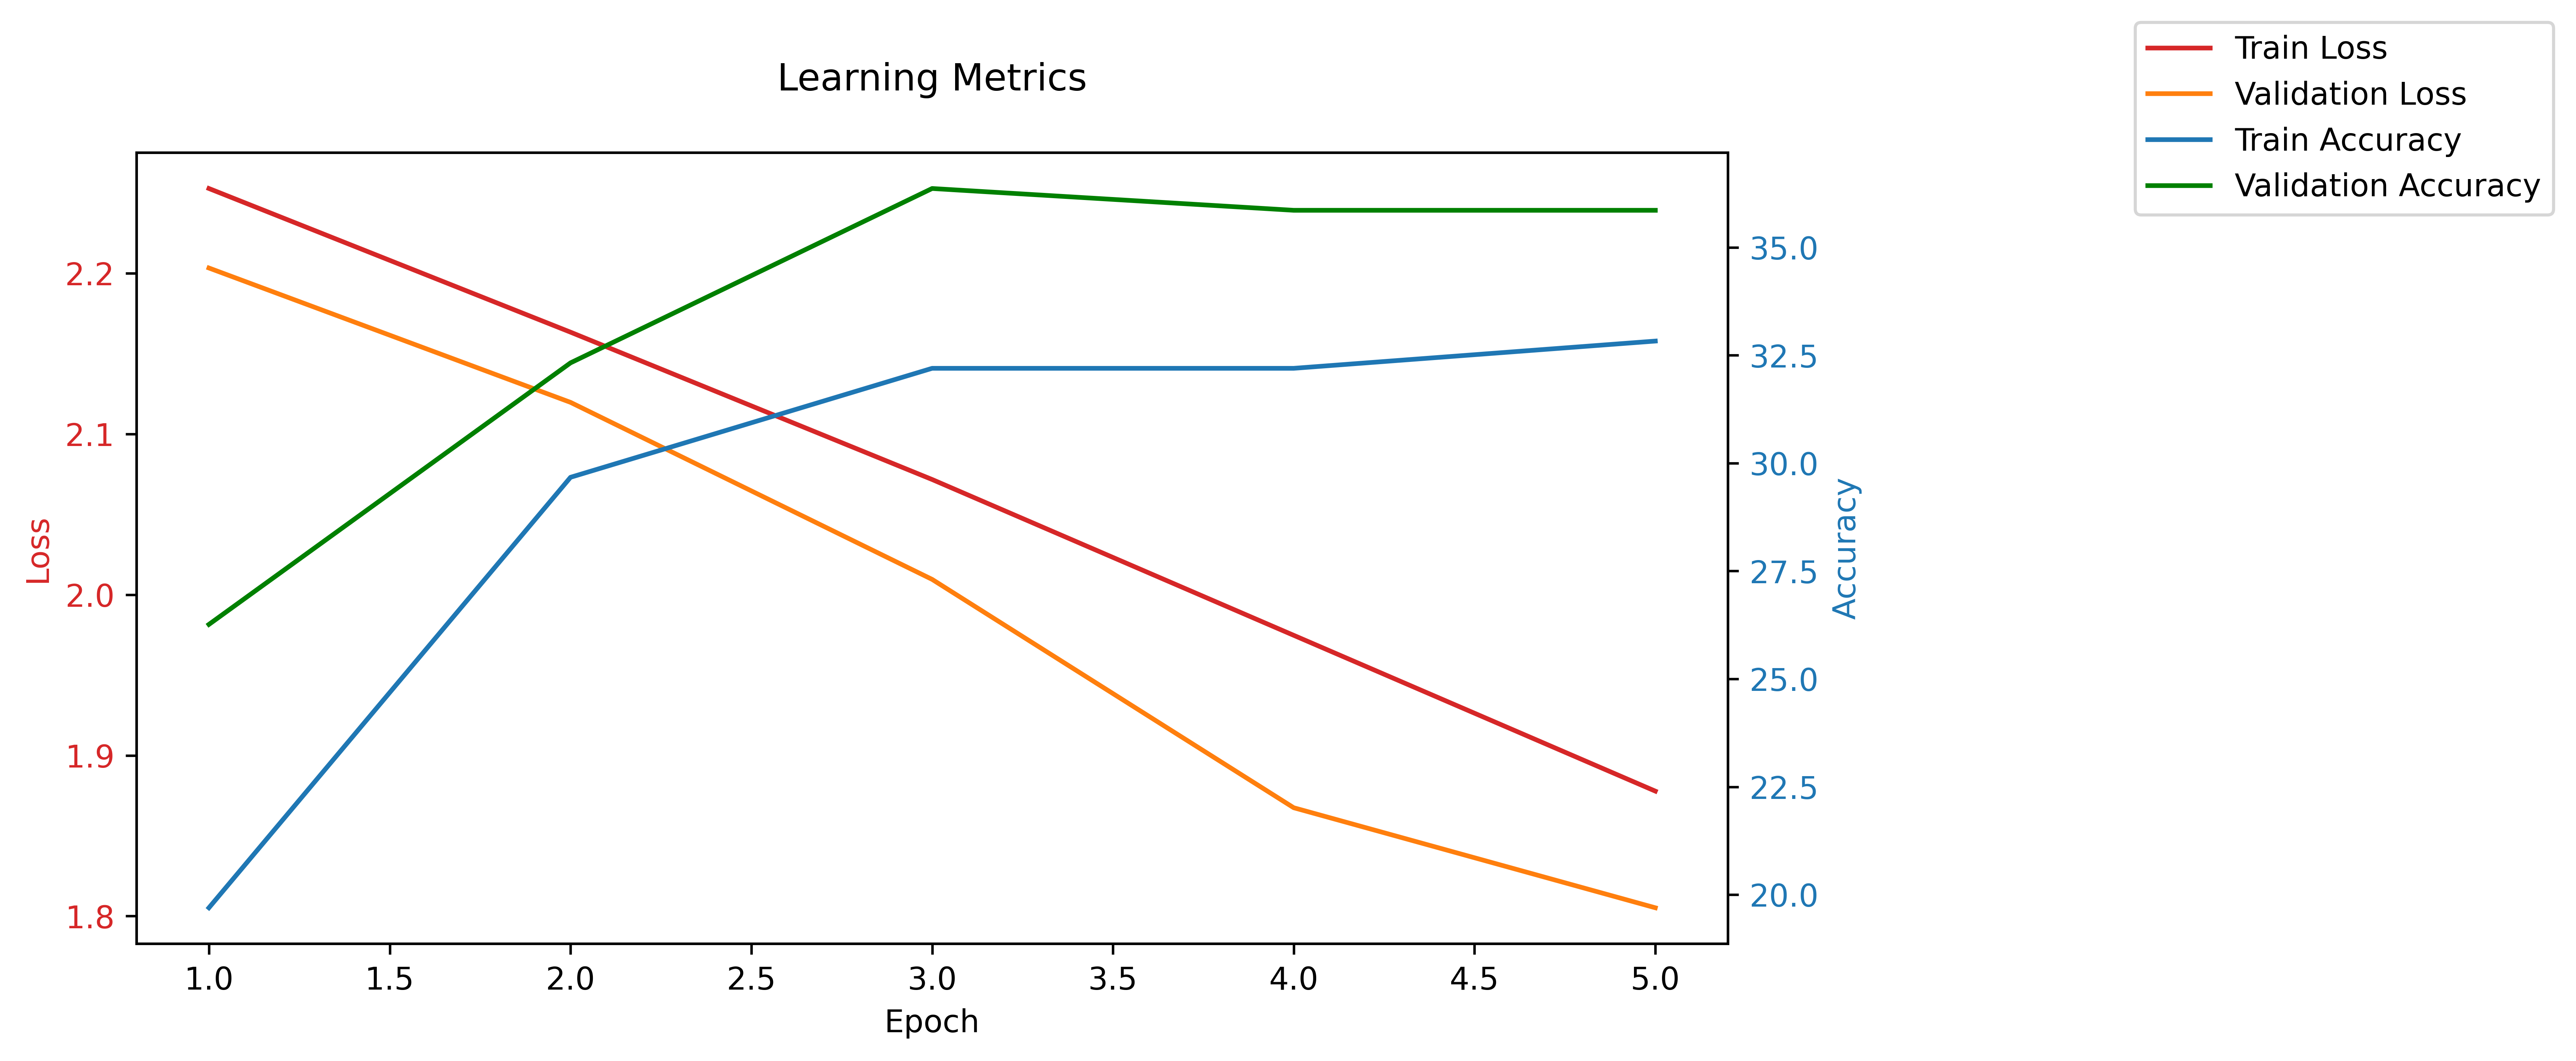 Learning Metrics
Train Loss
Validation Loss
Train Accuracy
Validation Accuracy
Loss
2.2
2.1
2.0
1.9
1.8
35.0
32.5
30.0
27.5
25.0
22.5
20.0
Accuracy
1.0 1.5 2.0 2.5 3.0 3.5 4.0 4.5 5.0
Epoch